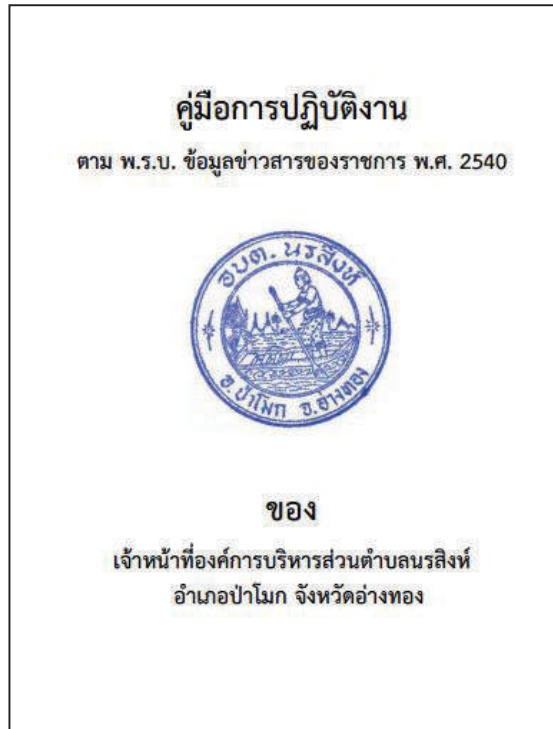 คู่มือการปฏิบัติงาน
ตาม พ.ร.บ. ข้อมูลข่าวสารของราชการ พ.ศ. 2540
อบต. นรสิงห์
อ.ป่าโมก จ.อ่างทอง
ของ
เจ้าหน้าที่องค์การบริหารส่วนตำบลนรสิงห์
อำเภอป่าโมก จังหวัดอ่างทอง